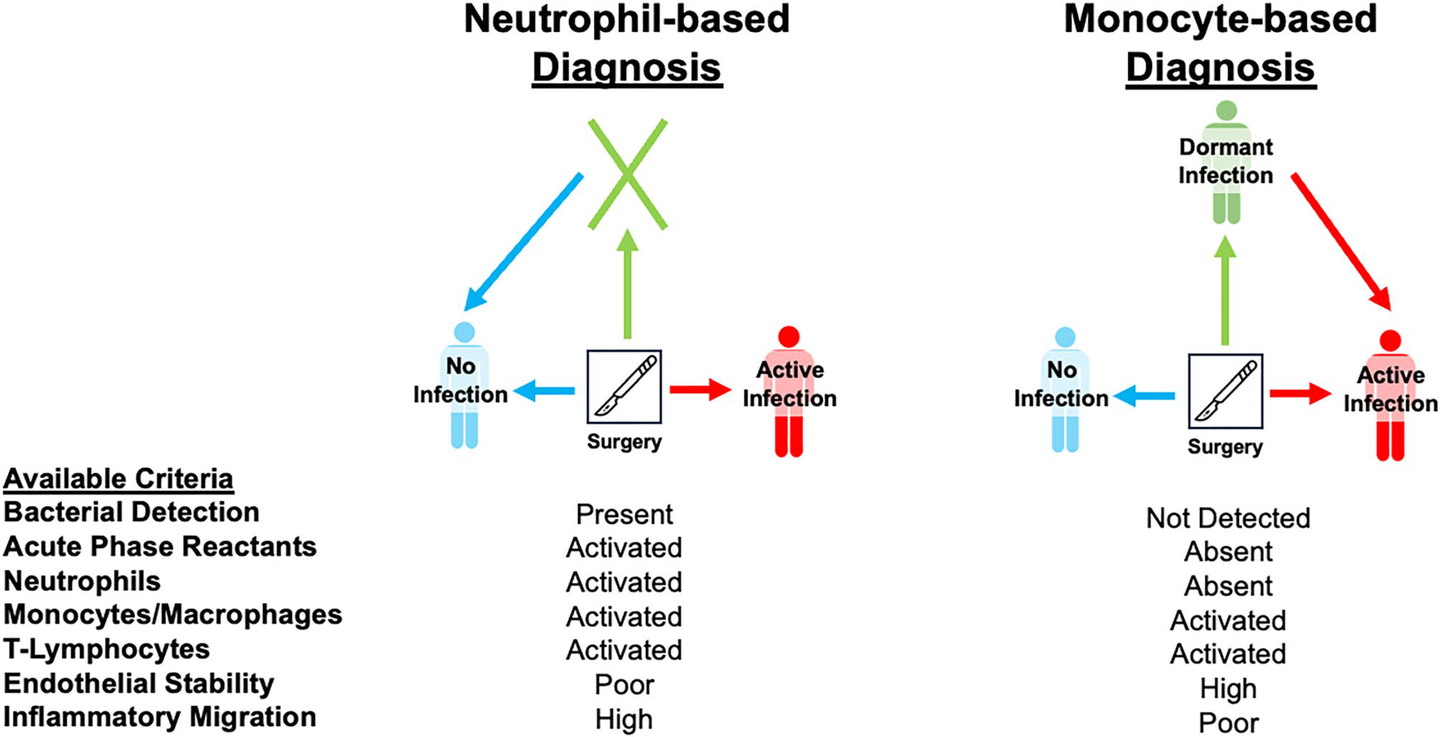 Neutrophil-based
Diagnosis
Monocyte-based
Diagnosis
Dormant
Infection
No
Infection
Surgery
Active
Infection
No
Infection
Surgery
Active
Infection
Available Criteria
Bacterial Detection Present Not Detected
Acute Phase Reactants Activated Absent
Neutrophils Activated Absent
Monocytes/Macrophages Activated Activated
T-Lymphocytes Activated Activated
Endothelial Stability Poor High
Inflammatory Migration High Poor